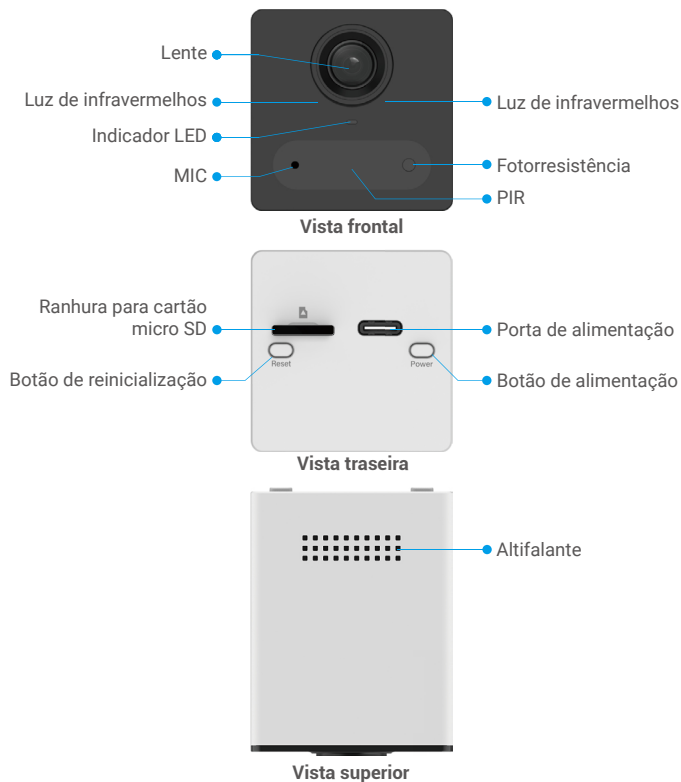 Lente
Luz de infravermelhos
Luz de infravermelhos
Indicador LED
MIC
Fotorresistência
PIR
Vista frontal
Ranhura para cartão
micro SD
Porta de alimentação
Reset
Power
Botão de reinicialização
Botão de alimentação
Vista traseira
Altifalante
Vista superior